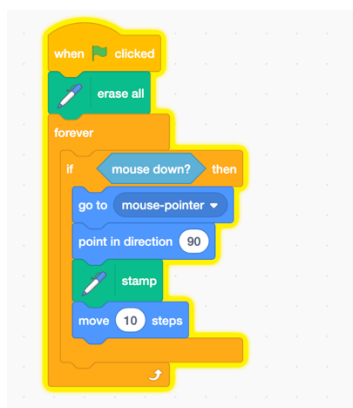 when clicked
erase all
forever
if mouse down? then
go to mouse-pointer
point in direction 90
stamp
move 10 steps